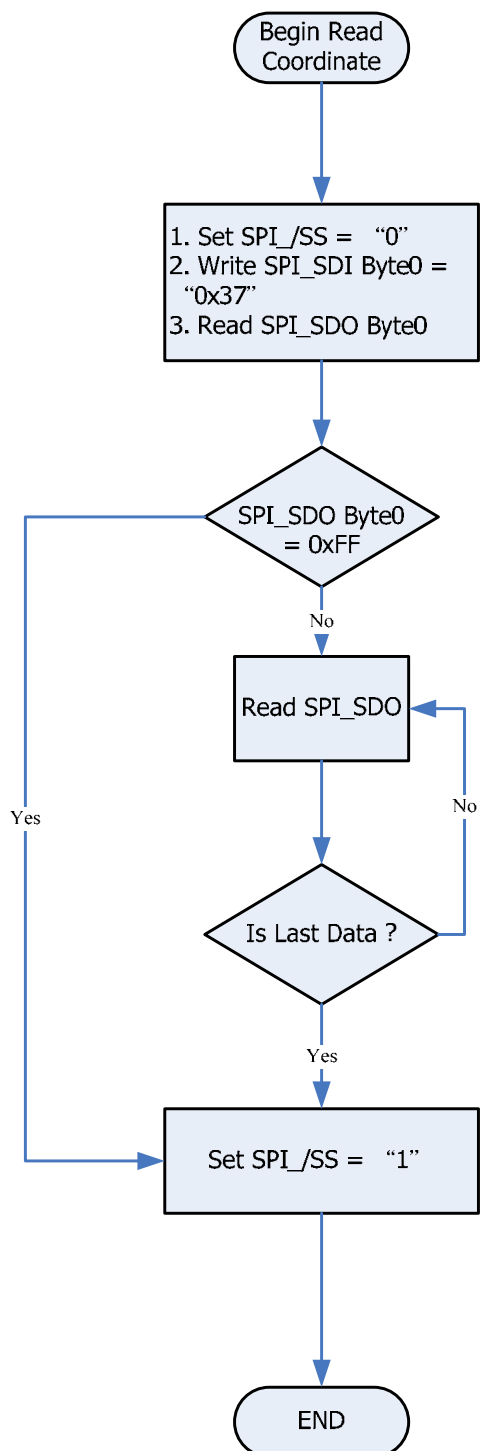 Begin Read
Coordinate
1. Set SPI_/SS = “0”
2. Write SPI_SDI Byte0 =
“0x37”
3. Read SPI_SDO Byte0
SPI_SDO Byte0
= 0xFF
No
Read SPI_SDO
Yes
No
Is Last Data ?
Yes
Set SPI_/SS = “1”
END